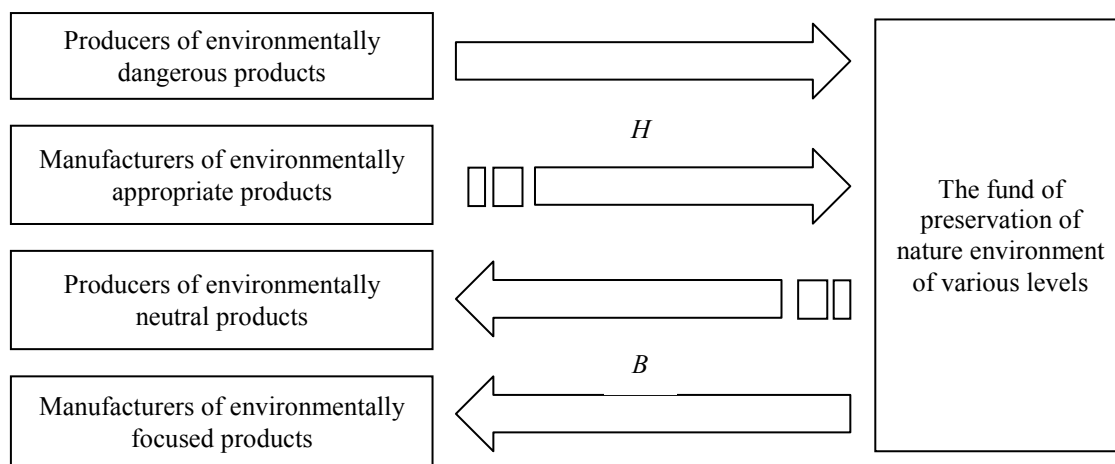 Producers of environmentally
dangerous products
Manufacturers of environmentally
appropriate products
Producers of environmentally
neutral products
Manufacturers of environmentally
focused products
H
B
The fund of
preservation of
nature environment
of various levels